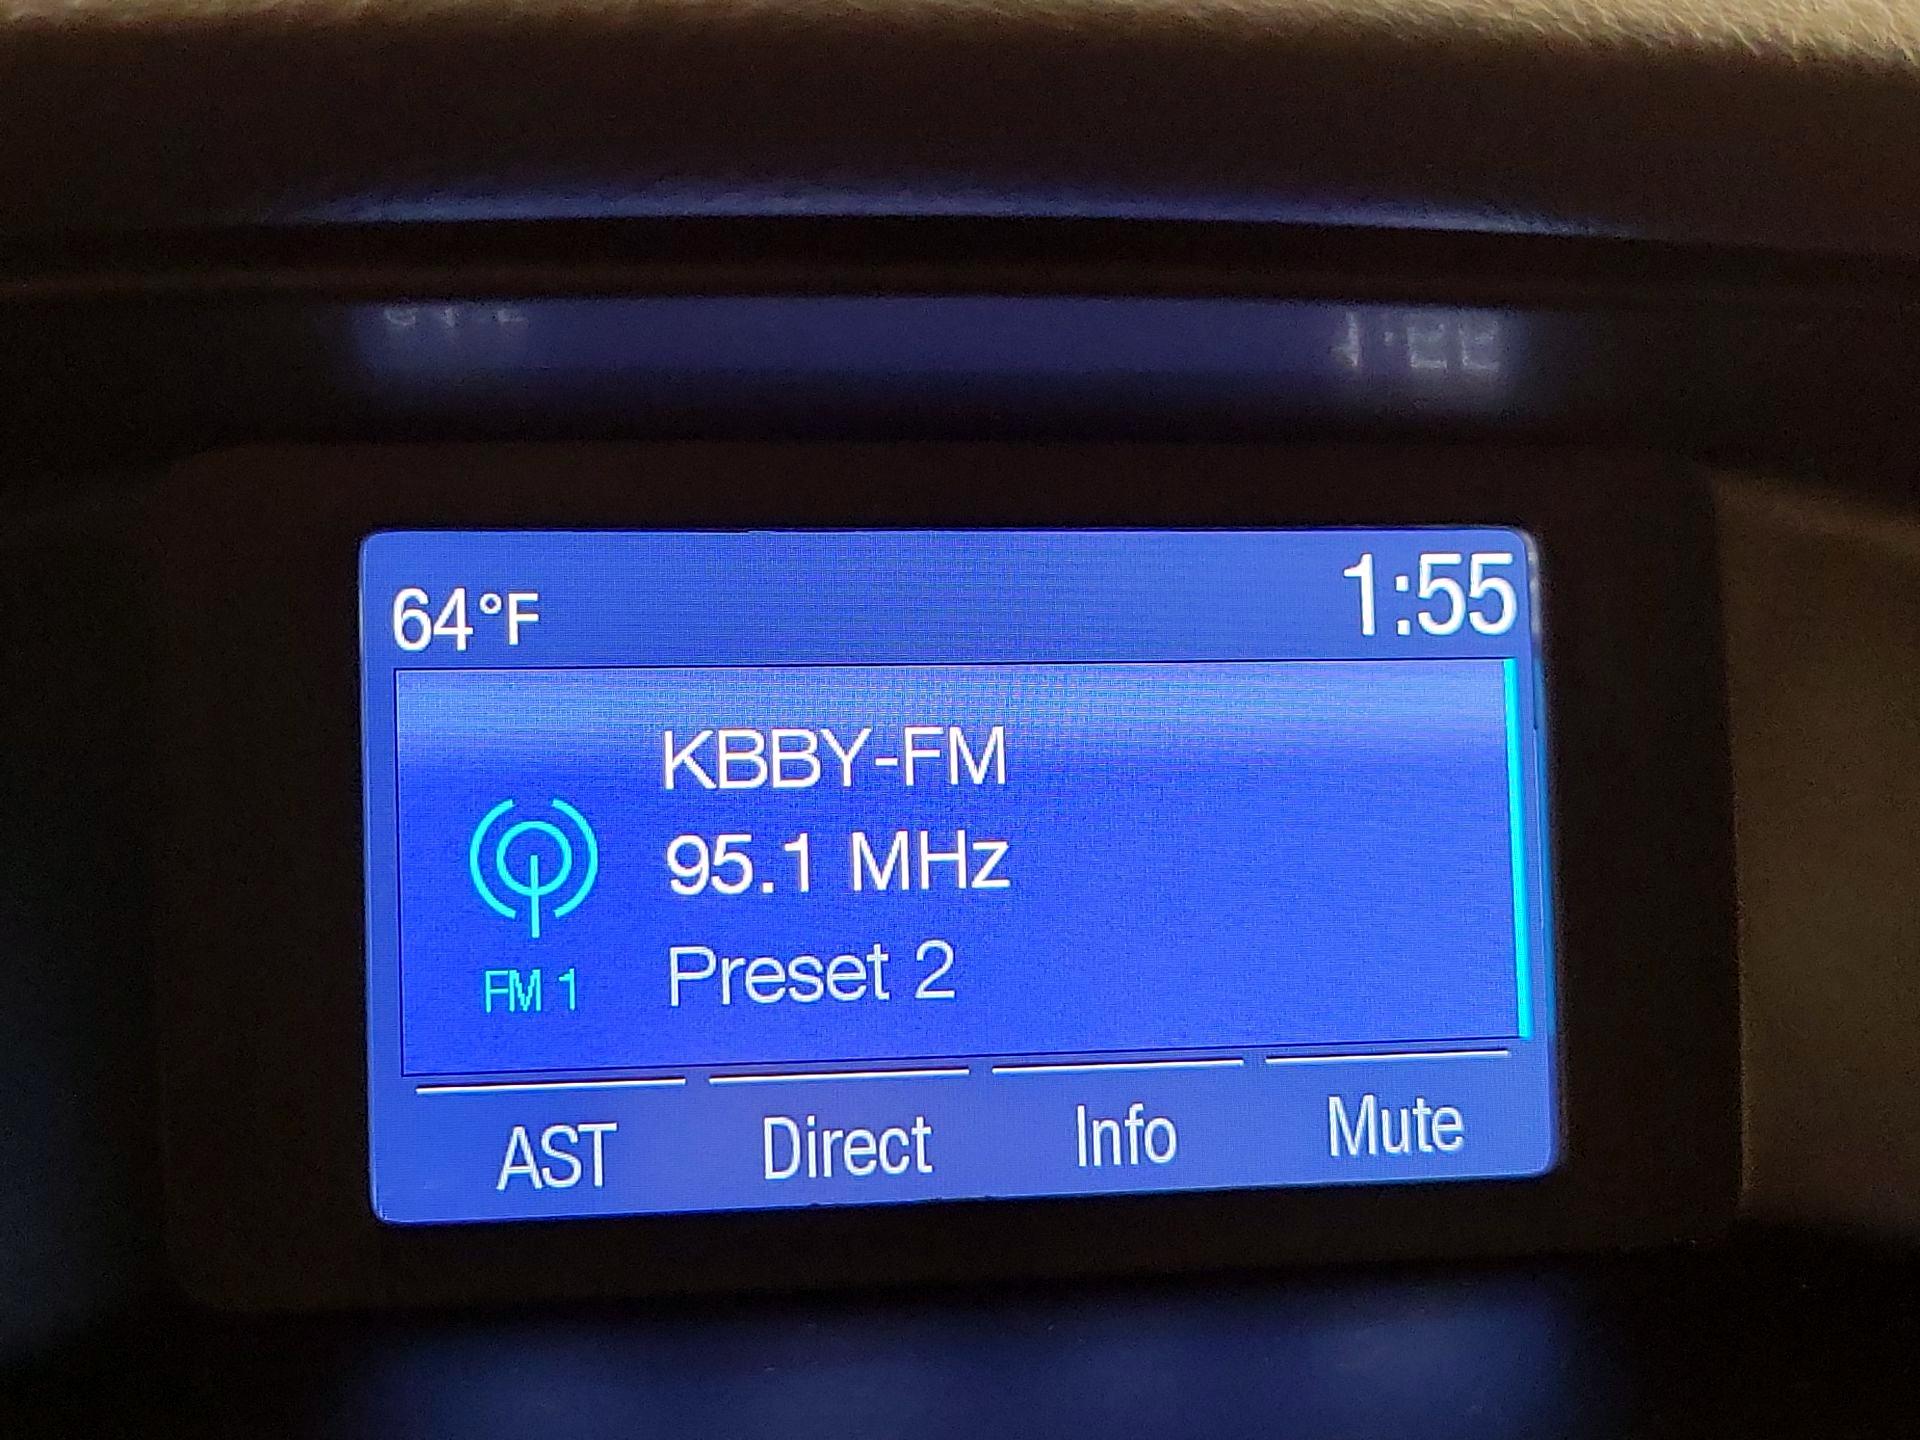 64°F
1:55
KBBY-FM
95.1 MHz
Preset 2
FM 1
AST
Direct
Info
Mute